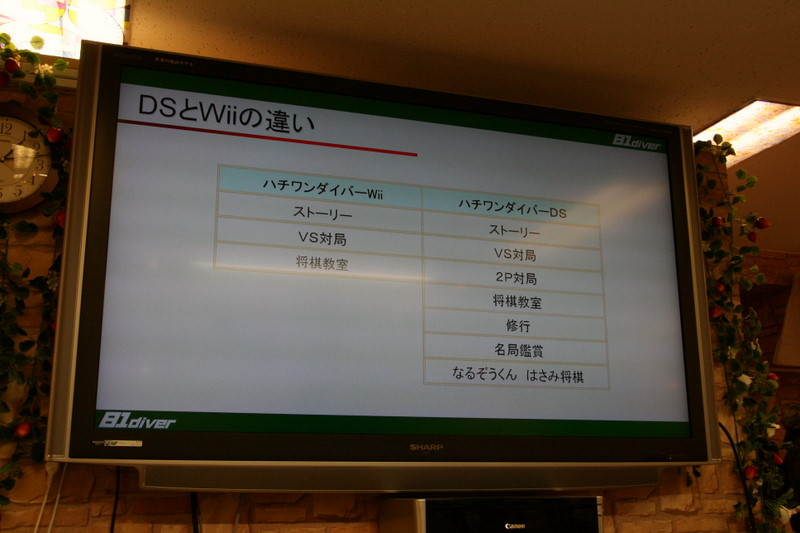 DSとWiiの違い
81diver
ハチワンダイバーWii
ストーリー
VS対局
将棋教室
ハチワンダイバーDS
ストーリー
VS対局
2P対局
将棋教室
修行
名局鑑賞
なるぞうくん はさみ将棋
81diver
SHARP
Canon
12